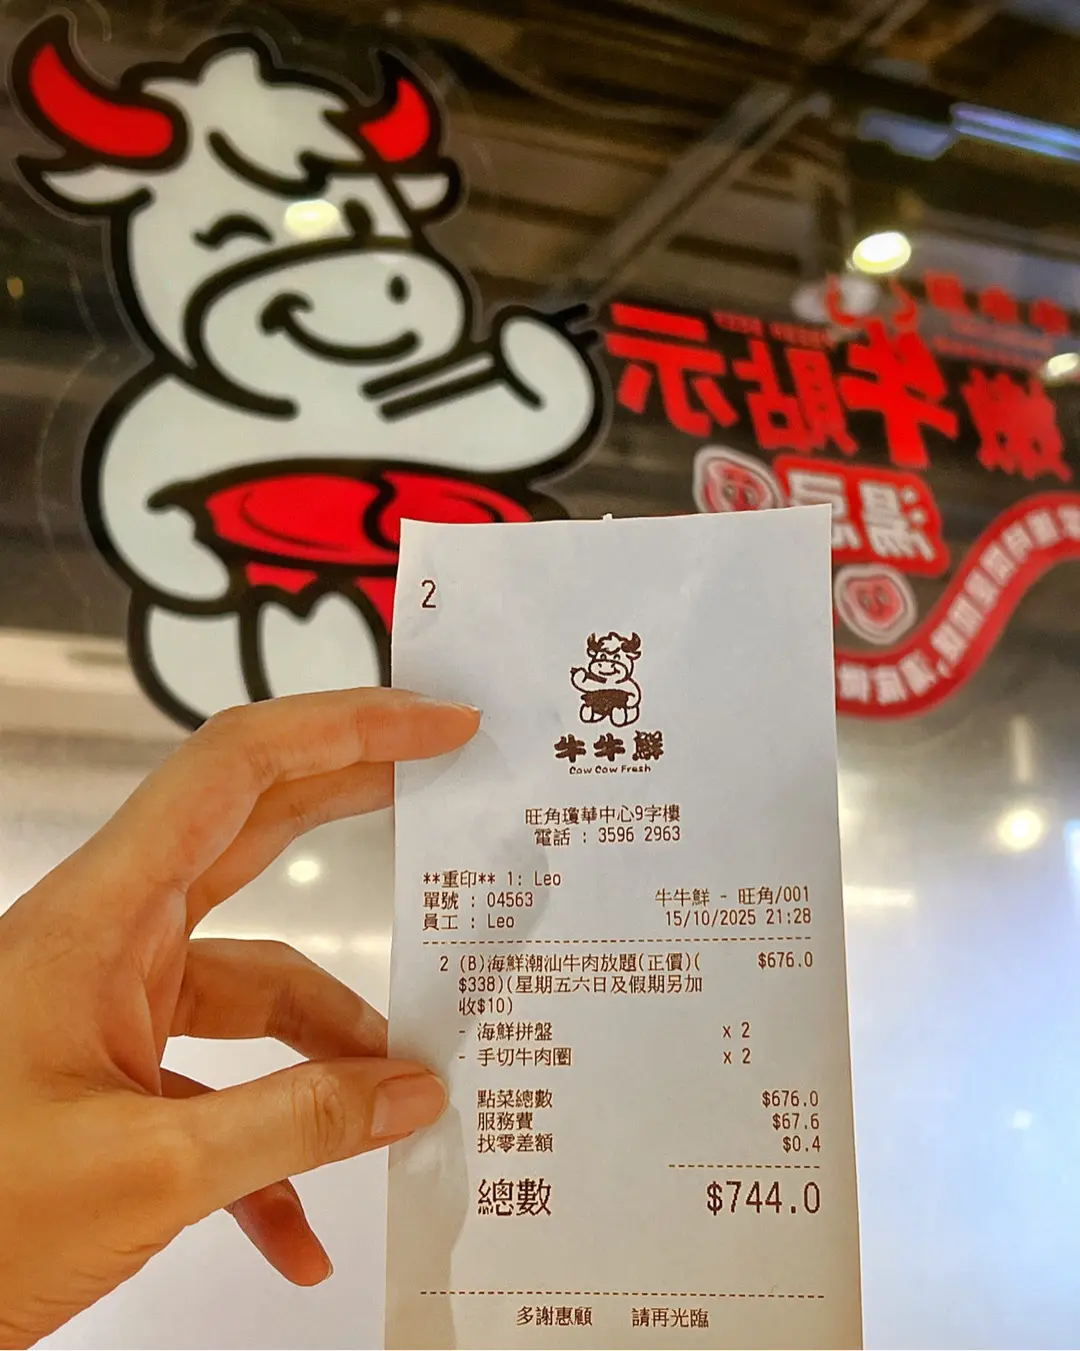 2
牛牛鮮
Cow Cow Fresh
旺角瓊華中心9字樓
電話 : 3596 2963
**重印** 1: Leo
單號 : 04563
牛牛鮮 - 旺角/001
員工 : Leo
15/10/2025 21:28
2 (B)海鮮潮汕牛肉放題(正價)( $676.0
$338)(星期五六日及假期另加
收$10)
- 海鮮拼盤 x 2
- 手切牛肉圈 x 2
點菜總數 $676.0
服務費 $67.6
找零差額 $0.4
總數 $744.0
多謝惠顧 請再光臨
嫩牛貼示